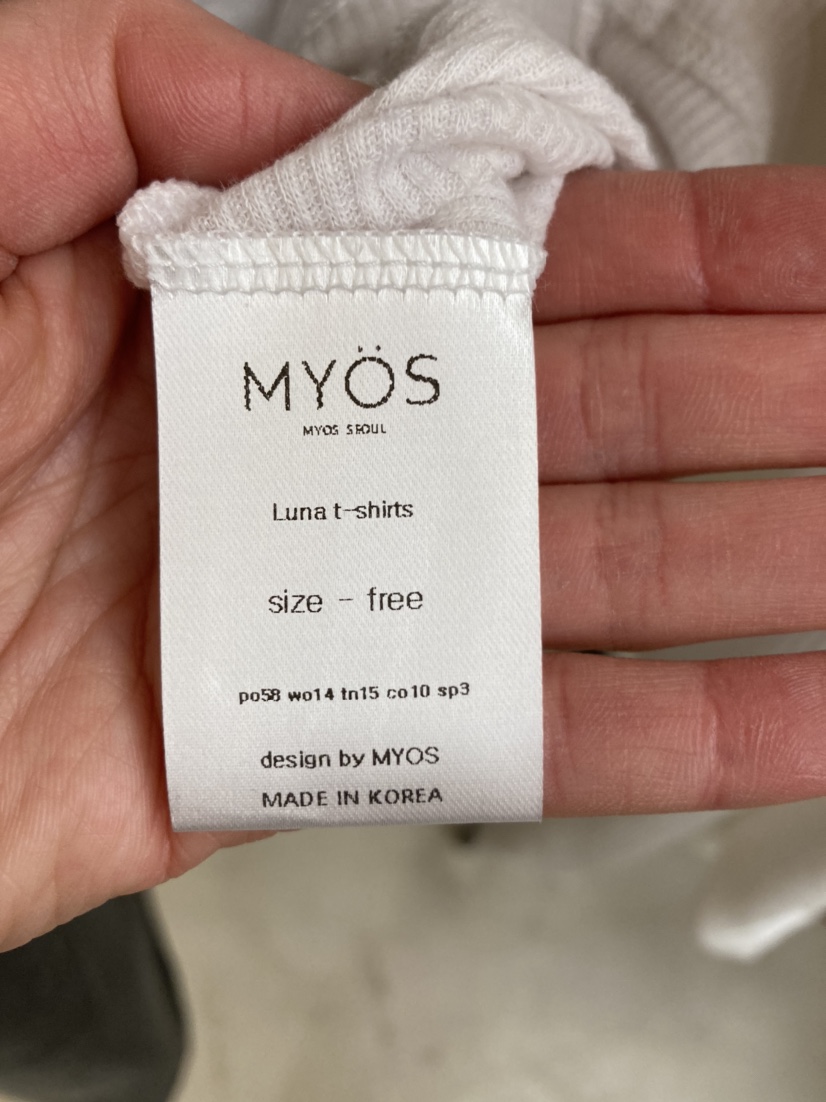 MYÖS
MYOS SEOUL
Luna t-shirts
size - free
po58 wo14 tn15 co10 sp3
design by MYOS
MADE IN KOREA